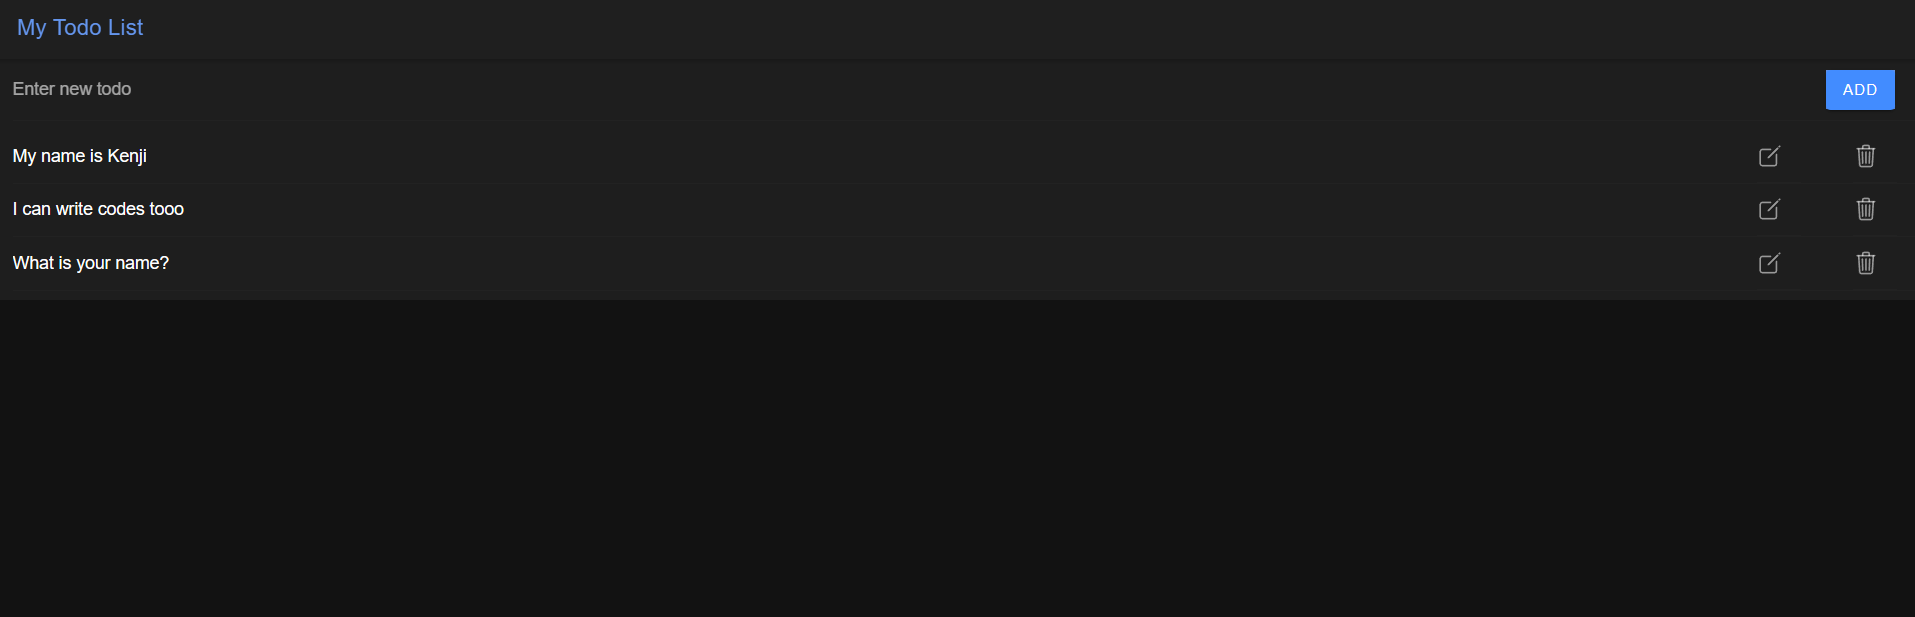 My Todo List
Enter new todo
ADD
My name is Kenji
I can write codes tooo
What is your name?